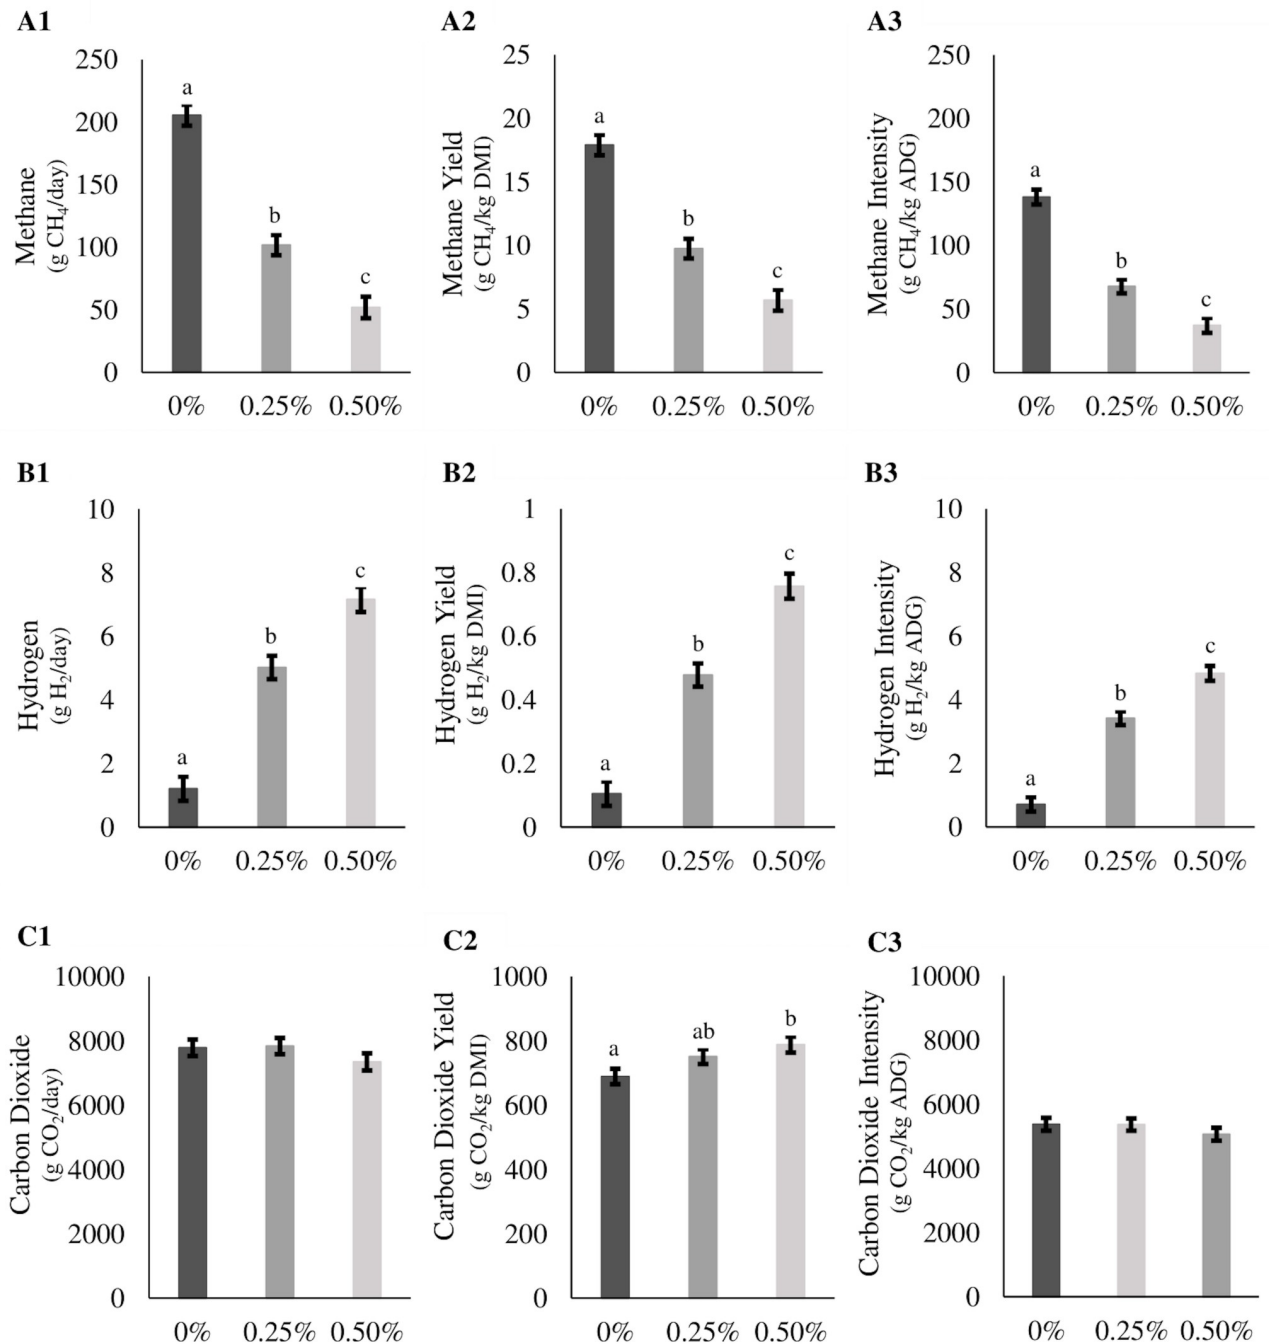 A1
250
200
150
100
50
0
Methane
(g CH₄/day)
a
b
c
0% 0.25% 0.50%
A2
25
20
15
10
5
0
Methane Yield
(g CH₄/kg DMI)
a
b
c
0% 0.25% 0.50%
A3
250
200
150
100
50
0
Methane Intensity
(g CH₄/kg ADG)
a
b
c
0% 0.25% 0.50%
B1
10
8
6
4
2
0
Hydrogen
(g H₂/day)
a
b
c
0% 0.25% 0.50%
B2
1
0.8
0.6
0.4
0.2
0
Hydrogen Yield
(g H₂/kg DMI)
a
b
c
0% 0.25% 0.50%
B3
10
8
6
4
2
0
Hydrogen Intensity
(g H₂/kg ADG)
a
b
c
0% 0.25% 0.50%
C1
10000
8000
6000
4000
2000
0
Carbon Dioxide
(g CO₂/day)
0% 0.25% 0.50%
C2
1000
800
600
400
200
0
Carbon Dioxide Yield
(g CO₂/kg DMI)
a
ab
b
0% 0.25% 0.50%
C3
10000
8000
6000
4000
2000
0
Carbon Dioxide Intensity
(g CO₂/kg ADG)
0% 0.25% 0.50%